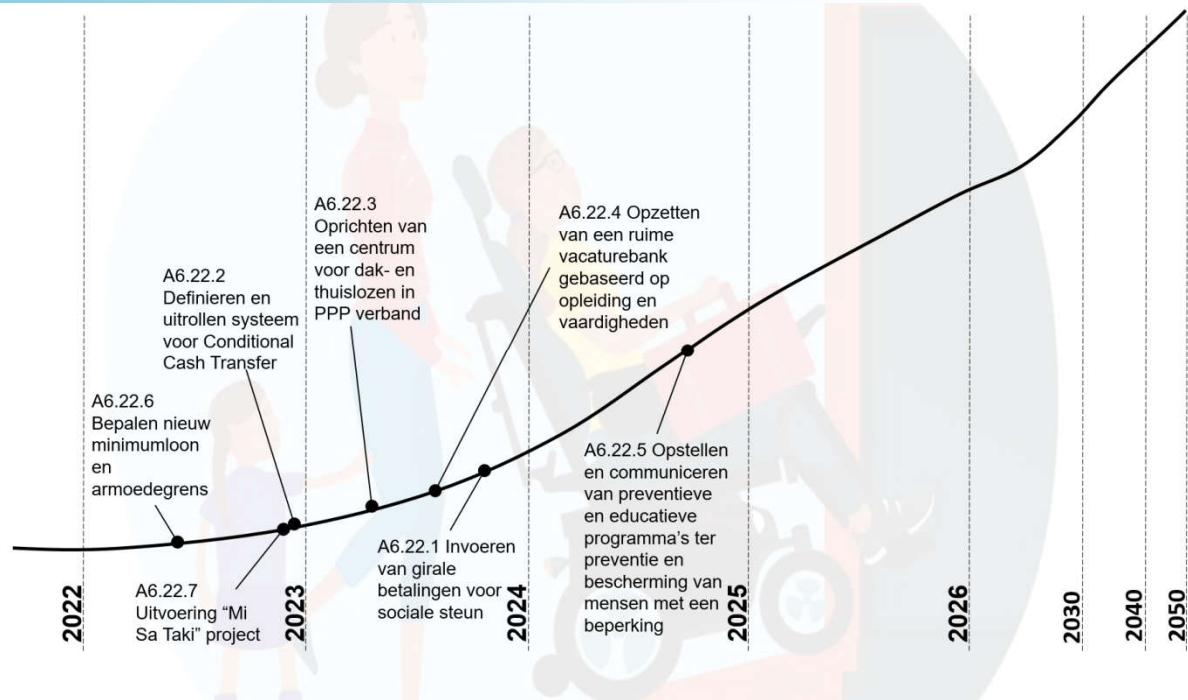 A6.22.6
Bepalen nieuw
minimumloon
en
armoedegrens
A6.22.7
Uitvoering “Mi
Sa Taki” project
A6.22.2
Definieren en
uitrollen systeem
voor Conditional
Cash Transfer
A6.22.3
Oprichten van
een centrum
voor dak- en
thuislozen in
PPP verband
A6.22.4 Opzetten
van een ruime
vacaturebank
gebaseerd op
opleiding en
vaardigheden
A6.22.1 Invoeren
van girale
betalingen voor
sociale steun
A6.22.5 Opstellen
en communiceren
van preventieve
en educatieve
programma’s ter
preventie en
bescherming van
mensen met een
beperking
2022
2023
2024
2025
2026
2030
2040
2050